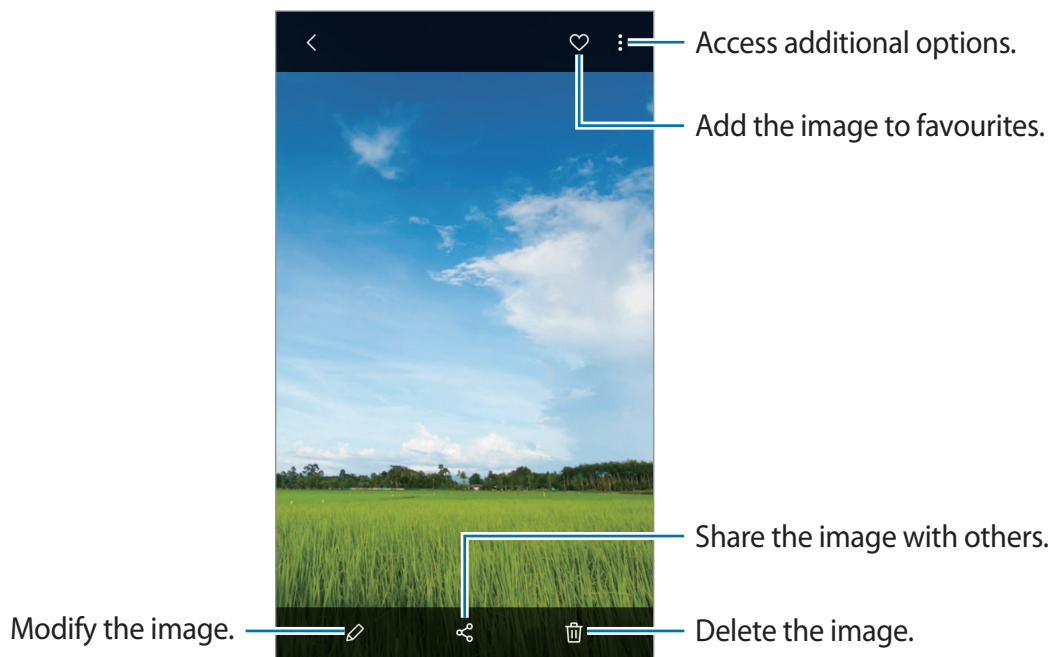 Access additional options.
Add the image to favourites.
Share the image with others.
Modify the image.
Delete the image.